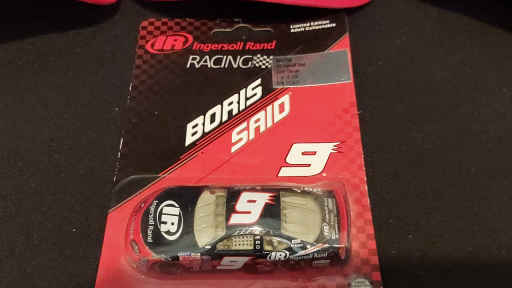 IR Ingersoll Rand
RACING
Limited Edition
Adult Collectable
BORIS
SAID
9
9
IR
Ingersoll Rand
9
IR Ingersoll Rand